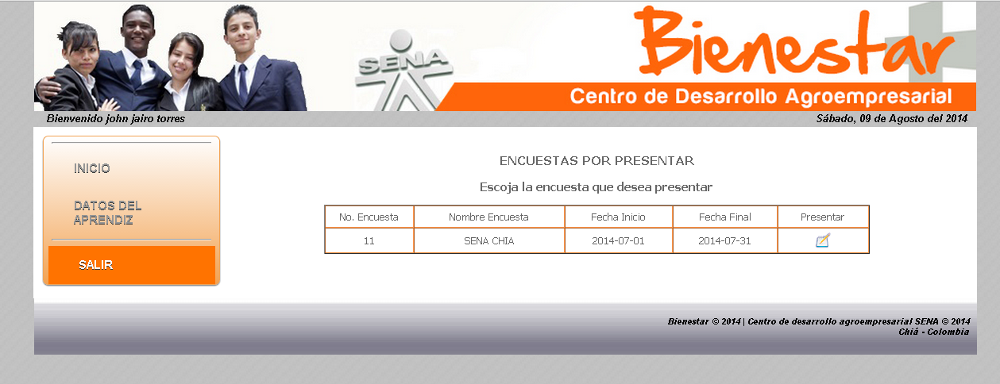 SENA
Bienestar
Centro de Desarrollo Agroempresarial
Bienvenido john jairo torres
Sábado, 09 de Agosto del 2014
INICIO
DATOS DEL
APRENDIZ
SALIR
ENCUESTAS POR PRESENTAR
Escoja la encuesta que desea presentar
No. Encuesta Nombre Encuesta Fecha Inicio Fecha Final Presentar
11 SENA CHIA 2014-07-01 2014-07-31
Bienestar © 2014 | Centro de desarrollo agroempresarial SENA © 2014
Chiá - Colombia